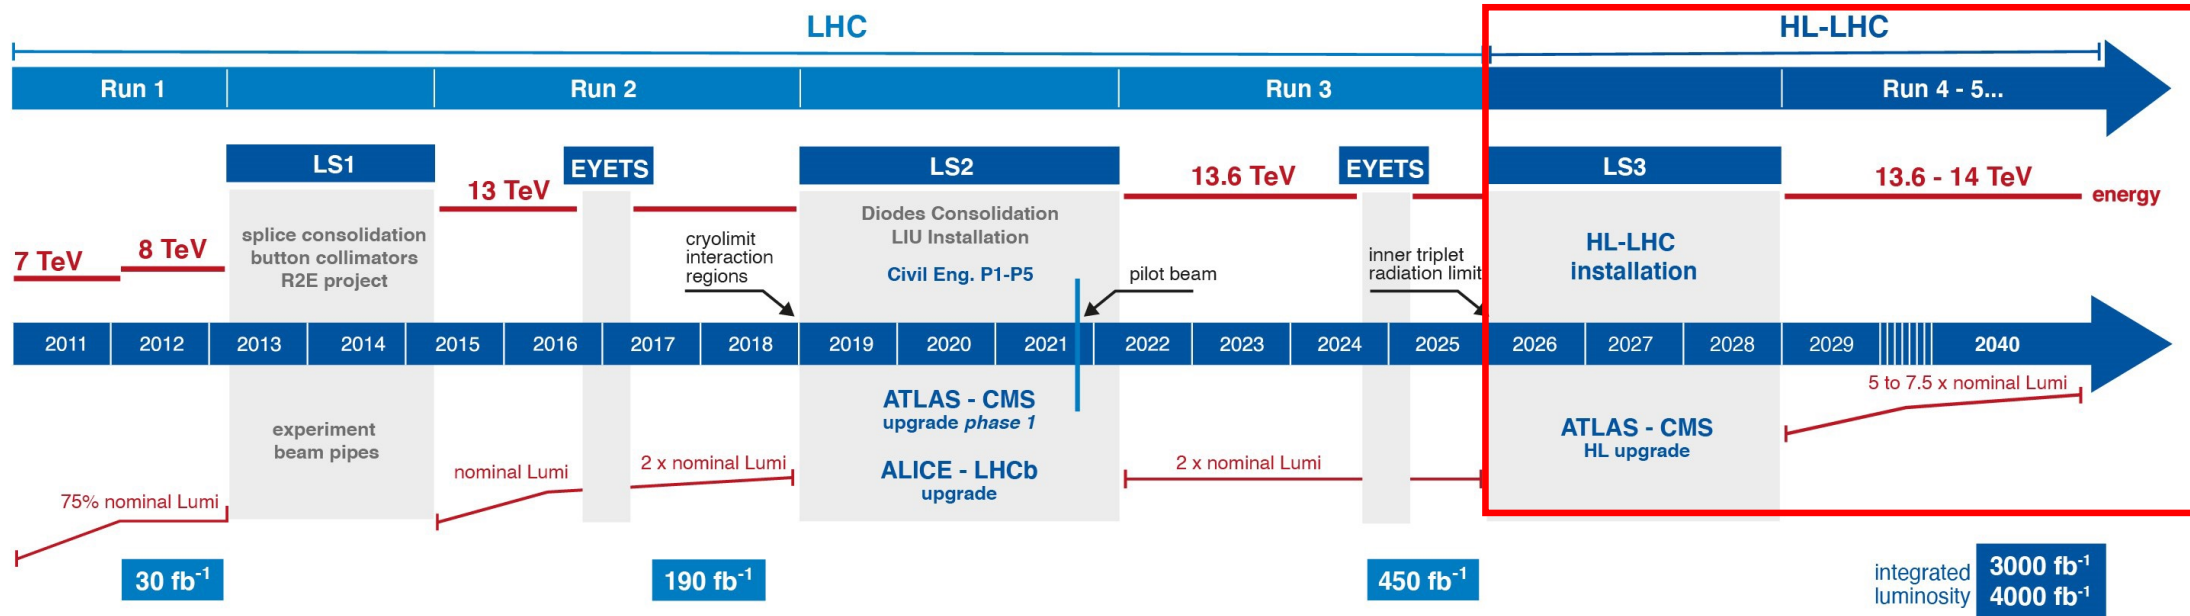 LHC
HL-LHC
Run 1
Run 2
Run 3
Run 4 - 5...
LS1
EYETS
LS2
EYETS
LS3
13 TeV
13.6 TeV
13.6 - 14 TeV
energy
7 TeV
8 TeV
splice consolidation
button collimators
R2E project
cryolimit
interaction
regions
Diodes Consolidation
LIU Installation
Civil Eng. P1-P5
pilot beam
inner triplet
radiation limit
HL-LHC
installation
2011
2012
2013
2014
2015
2016
2017
2018
2019
2020
2021
2022
2023
2024
2025
2026
2027
2028
2029
2040
experiment
beam pipes
ATLAS - CMS
upgrade phase 1
ALICE - LHCb
upgrade
ATLAS - CMS
HL upgrade
5 to 7.5 x nominal Lumi
75% nominal Lumi
nominal Lumi
2 x nominal Lumi
2 x nominal Lumi
30 fb⁻¹
190 fb⁻¹
450 fb⁻¹
integrated
luminosity
3000 fb⁻¹
4000 fb⁻¹